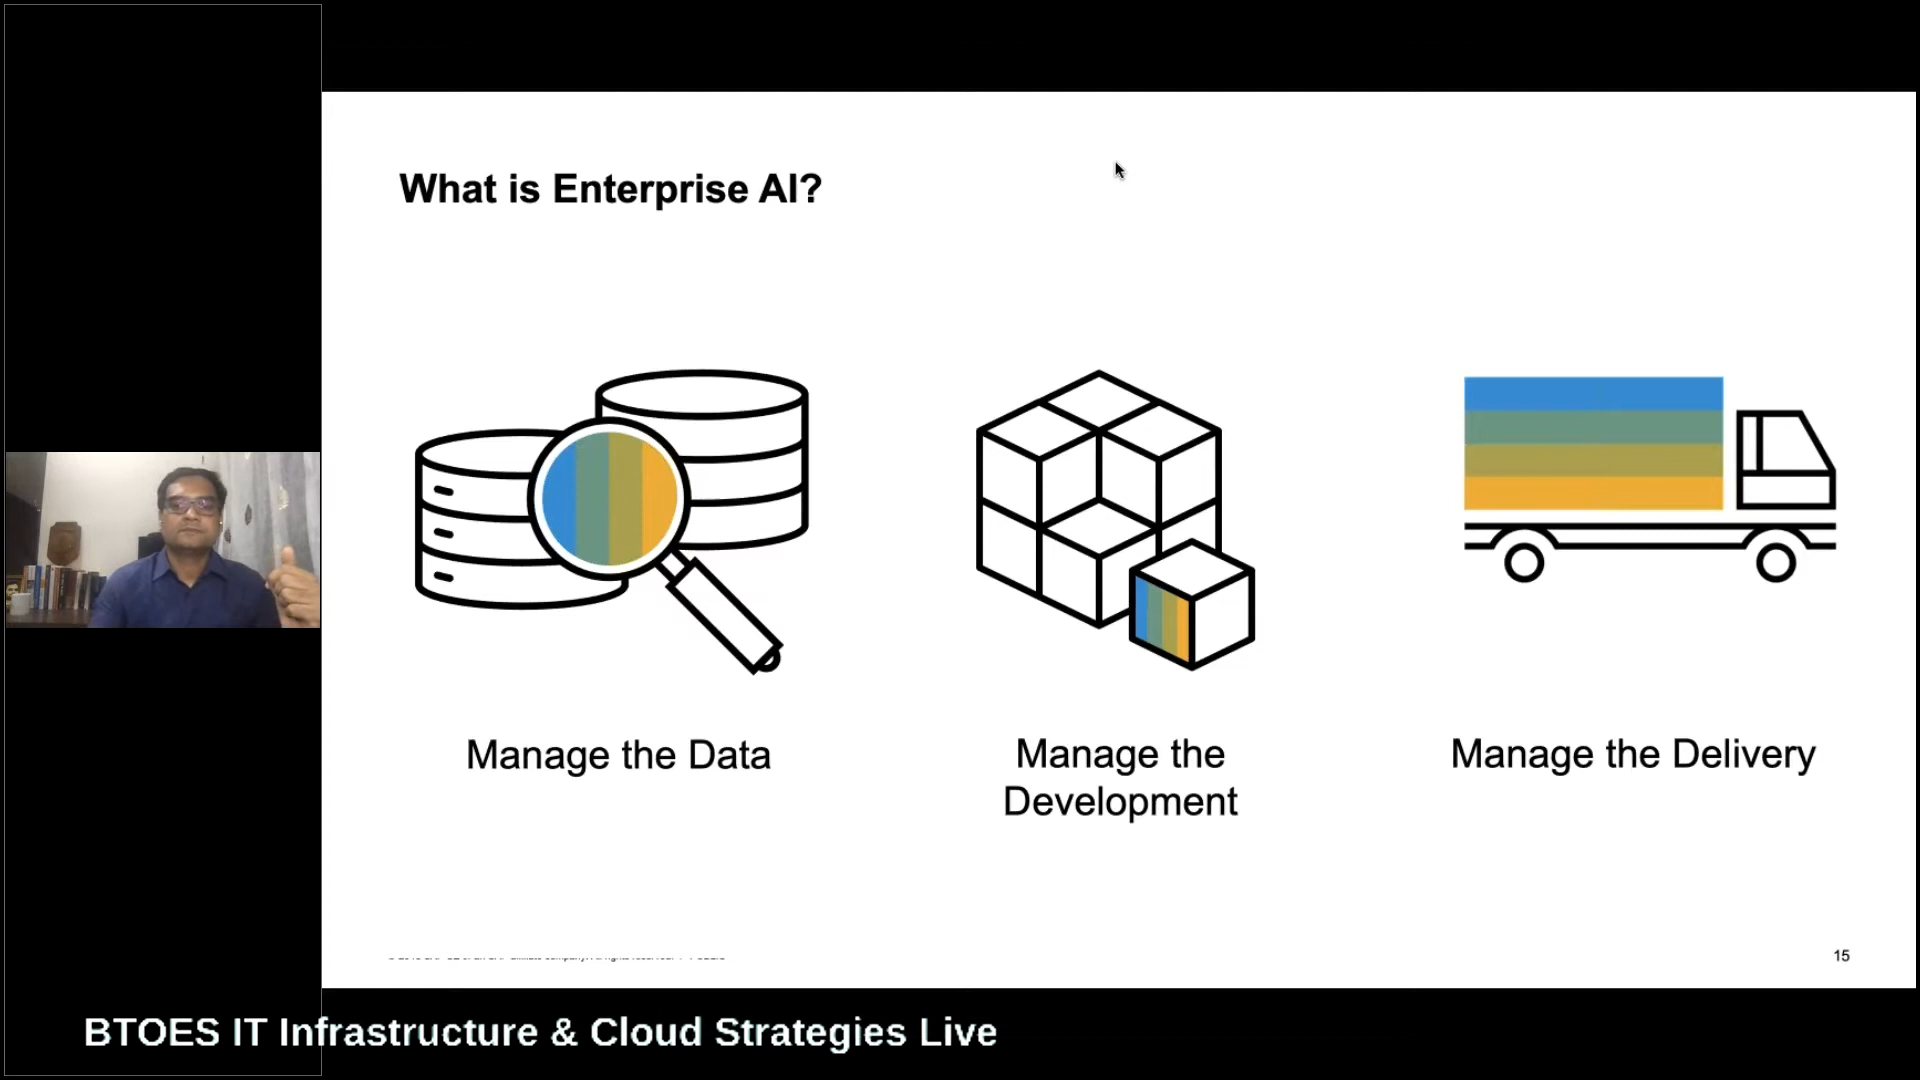 What is Enterprise AI?
Manage the Data
Manage the
Development
Manage the Delivery
15
BTOES IT Infrastructure & Cloud Strategies Live